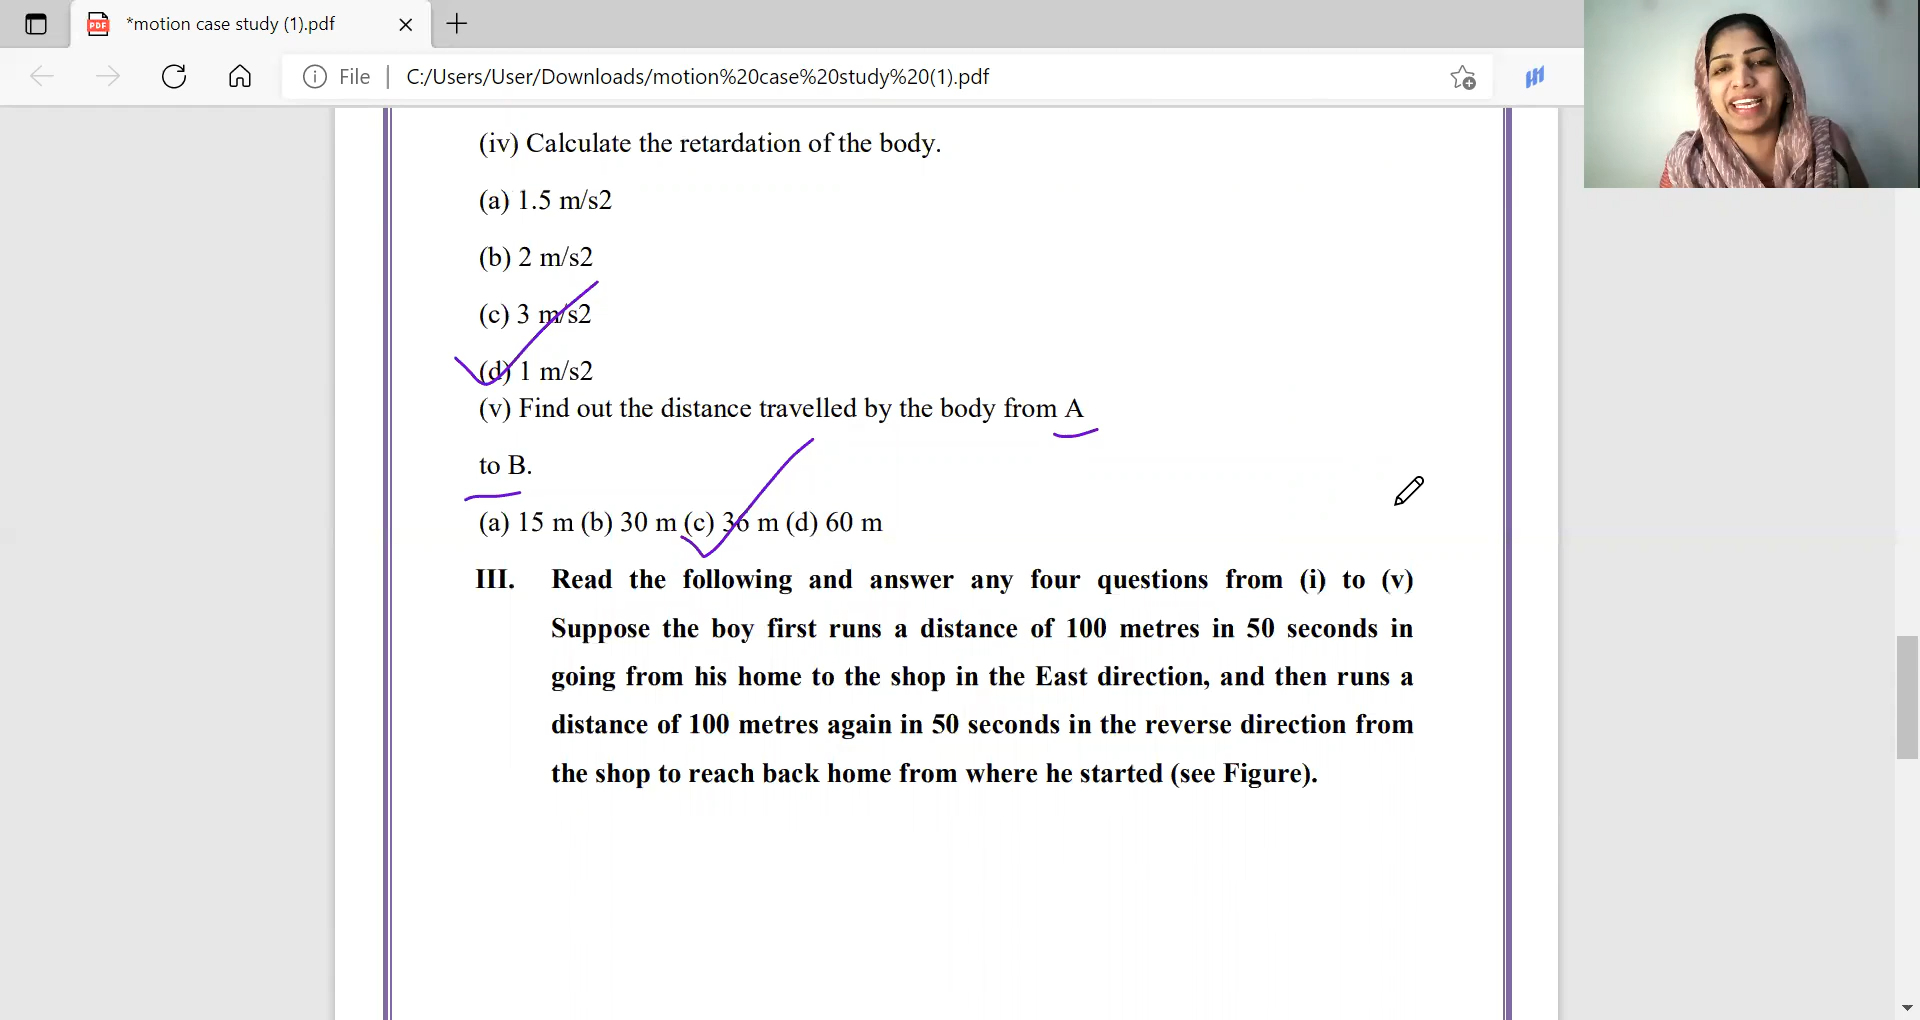 *motion case study (1).pdf
File | C:/Users/User/Downloads/motion%20case%20study%20(1).pdf
(iv) Calculate the retardation of the body.
(a) 1.5 m/s2
(b) 2 m/s2
(c) 3 m/s2
(d) 1 m/s2
(v) Find out the distance travelled by the body from A
to B.
(a) 15 m (b) 30 m (c) 36 m (d) 60 m
III. Read the following and answer any four questions from (i) to (v)
Suppose the boy first runs a distance of 100 metres in 50 seconds in
going from his home to the shop in the East direction, and then runs a
distance of 100 metres again in 50 seconds in the reverse direction from
the shop to reach back home from where he started (see Figure).